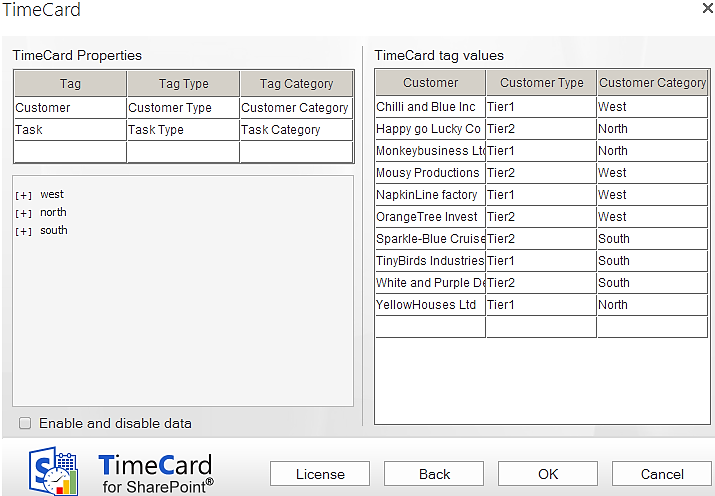 TimeCard
TimeCard Properties
Tag Tag Type Tag Category
Customer Customer Type Customer Category
Task Task Type Task Category
[+] west
[+] north
[+] south
Enable and disable data
TimeCard tag values
Customer Customer Type Customer Category
Chilli and Blue Inc Tier1 West
Happy go Lucky Co Tier2 North
Monkeybusiness Ltd Tier1 North
Mousy Productions Tier2 West
NapkinLine factory Tier1 West
OrangeTree Invest Tier2 West
Sparkle-Blue Cruise Tier2 South
TinyBirds Industries Tier1 South
White and Purple De Tier2 South
YellowHouses Ltd Tier1 North
S
TimeCard
for SharePoint®
License Back OK Cancel